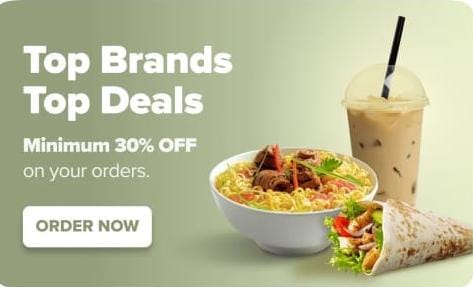 Top Brands
Top Deals
Minimum 30% OFF
on your orders.
ORDER NOW